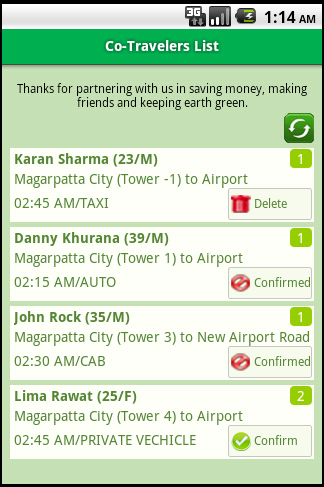 3G
1:14 AM
Co-Travelers List
Thanks for partnering with us in saving money, making
friends and keeping earth green.
Karan Sharma (23/M)
1
Magarpatta City (Tower -1) to Airport
02:45 AM/TAXI
Delete
Danny Khurana (39/M)
1
Magarpatta City (Tower 1) to Airport
02:15 AM/AUTO
Confirmed
John Rock (35/M)
1
Magarpatta City (Tower 3) to New Airport Road
02:30 AM/CAB
Confirmed
Lima Rawat (25/F)
2
Magarpatta City (Tower 4) to Airport
02:45 AM/PRIVATE VECHICLE
Confirm